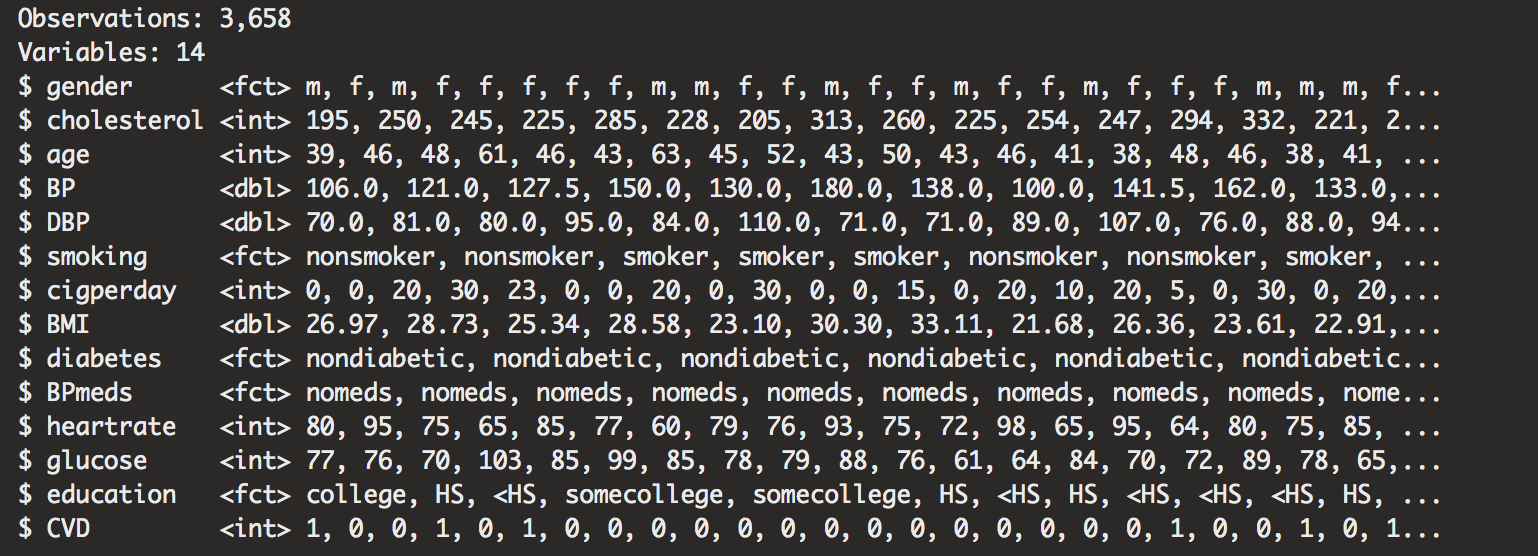 Observations: 3,658
Variables: 14
$ gender      <fct> m, f, m, f, f, f, f, f, m, m, f, f, m, f, f, m, f, f, m, f, f, f, m, m, m, f...
$ cholesterol <int> 195, 250, 245, 225, 285, 228, 205, 313, 260, 225, 254, 247, 294, 332, 221, 2...
$ age         <int> 39, 46, 48, 61, 46, 43, 63, 45, 52, 43, 50, 43, 46, 41, 38, 48, 46, 38, 41, ...
$ BP          <dbl> 106.0, 121.0, 127.5, 150.0, 130.0, 180.0, 138.0, 100.0, 141.5, 162.0, 133.0,...
$ DBP         <dbl> 70.0, 81.0, 80.0, 95.0, 84.0, 110.0, 71.0, 71.0, 89.0, 107.0, 76.0, 88.0, 94...
$ smoking     <fct> nonsmoker, nonsmoker, smoker, smoker, smoker, nonsmoker, nonsmoker, smoker, ...
$ cigperday   <int> 0, 0, 20, 30, 23, 0, 0, 20, 0, 30, 0, 0, 15, 0, 20, 10, 20, 5, 0, 30, 0, 20,...
$ BMI         <dbl> 26.97, 28.73, 25.34, 28.58, 23.10, 30.30, 33.11, 21.68, 26.36, 23.61, 22.91,...
$ diabetes    <fct> nondiabetic, nondiabetic, nondiabetic, nondiabetic, nondiabetic, nondiabetic...
$ BPmeds      <fct> nomeds, nomeds, nomeds, nomeds, nomeds, nomeds, nomeds, nomeds, nomeds, nome...
$ heartrate   <int> 80, 95, 75, 65, 85, 77, 60, 79, 76, 93, 75, 72, 98, 65, 95, 64, 80, 75, 85, ...
$ glucose     <int> 77, 76, 70, 103, 85, 99, 85, 78, 79, 88, 76, 61, 64, 84, 70, 72, 89, 78, 65,...
$ education   <fct> college, HS, <HS, somecollege, somecollege, HS, <HS, HS, <HS, <HS, <HS, HS, ...
$ CVD         <int> 1, 0, 0, 1, 0, 1, 0, 0, 0, 0, 0, 0, 0, 0, 0, 0, 0, 0, 0, 0, 1, 0, 0, 1, 0, 1...